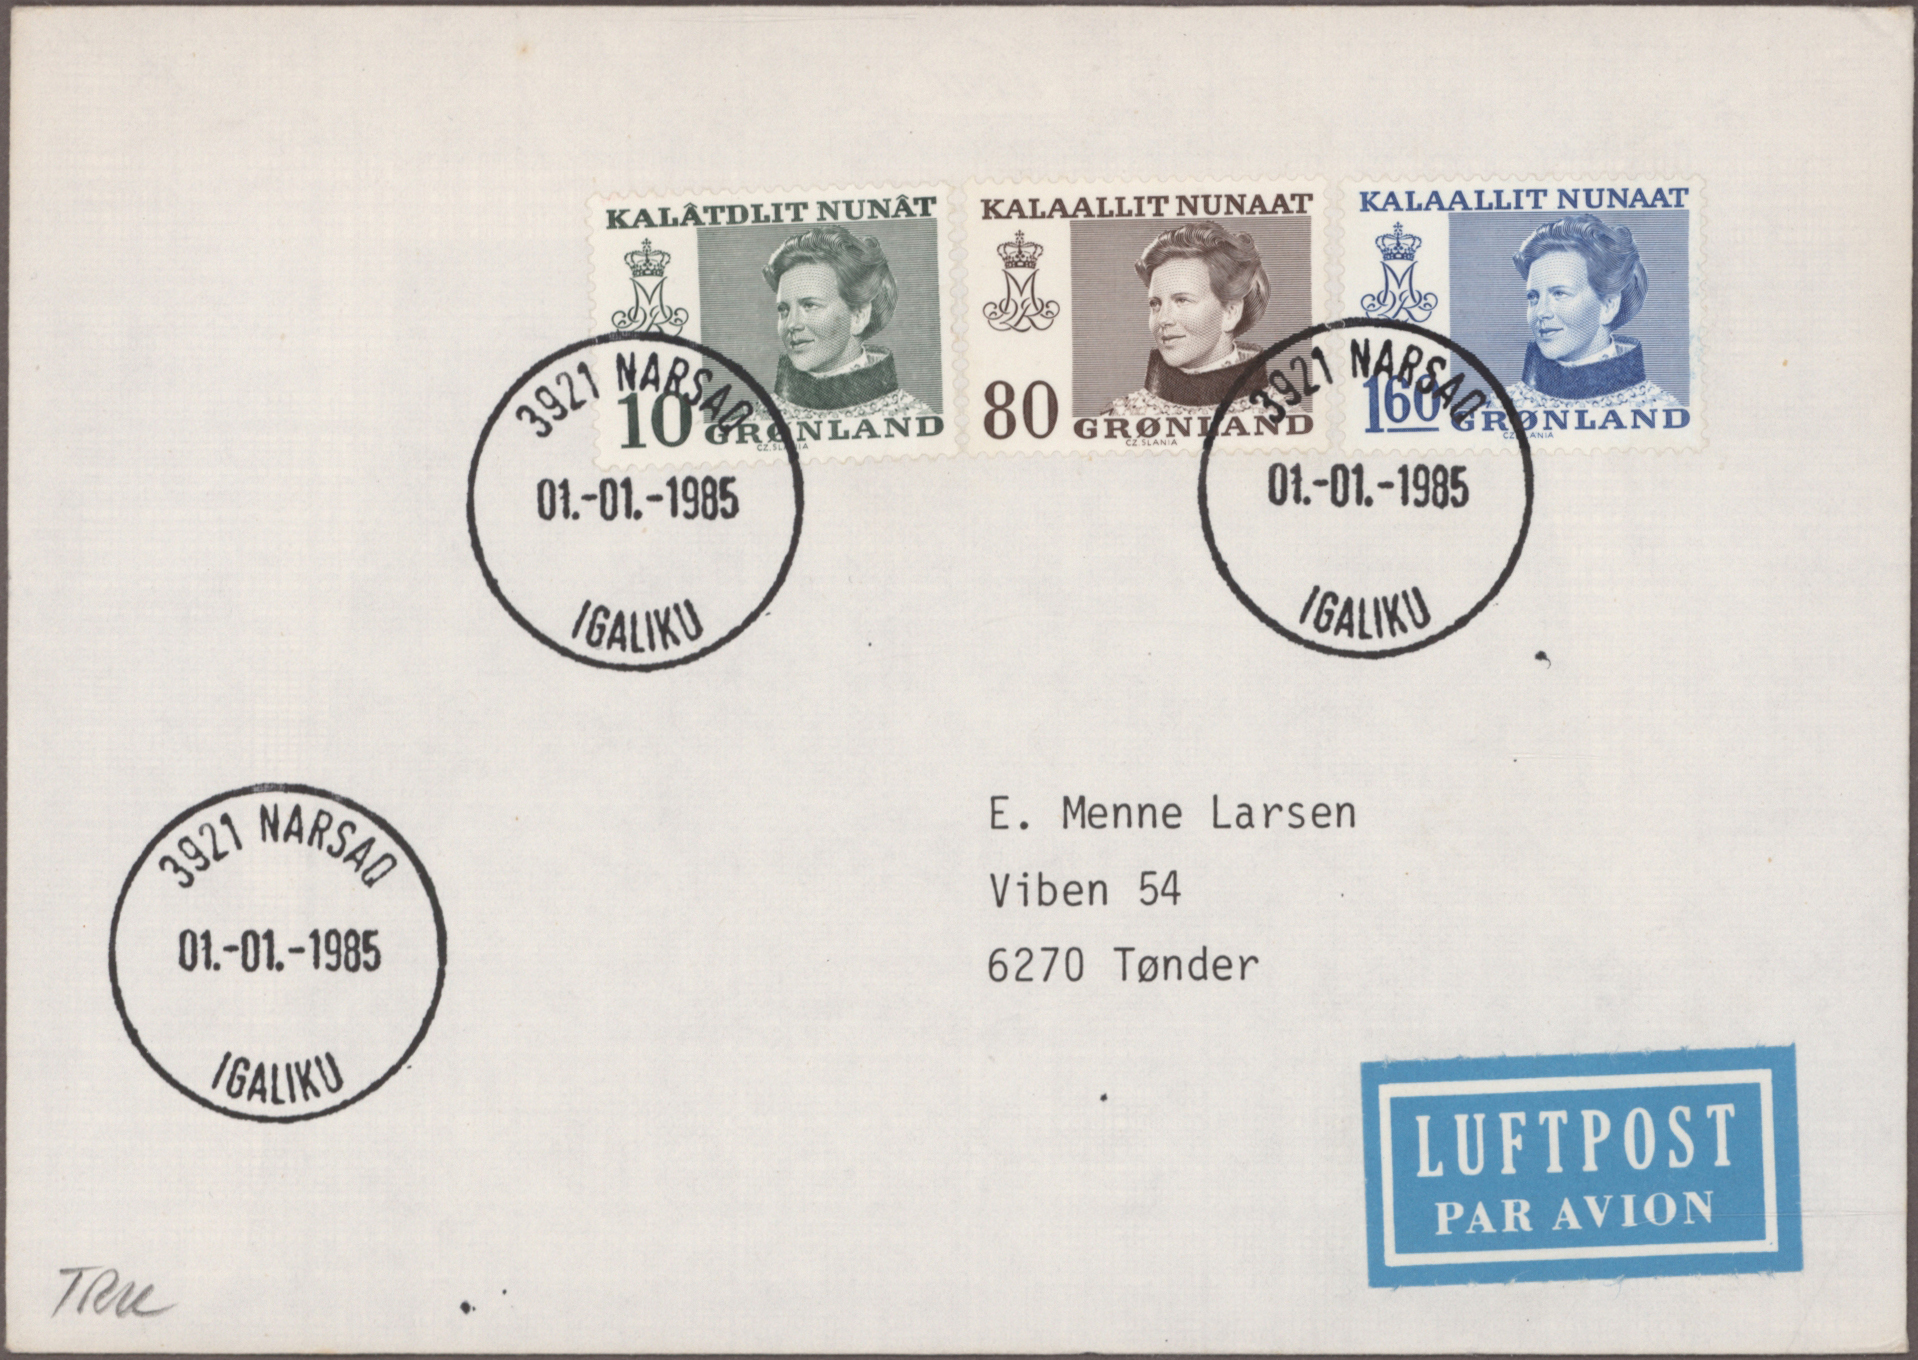 KALÂTDLIT NUNÂT
10
GRØNLAND
CZ.SLANIA
KALAALLIT NUNAAT
80
GRØNLAND
CZ.SLANIA
KALAALLIT NUNAAT
160
GRØNLAND
CZ.SLANIA
3921 NARSAQ
01.-01.-1985
IGALIKU
3921 NARSAQ
01.-01.-1985
IGALIKU
3921 NARSAQ
01.-01.-1985
IGALIKU
E. Menne Larsen
Viben 54
6270 Tønder
LUFTPOST
PAR AVION